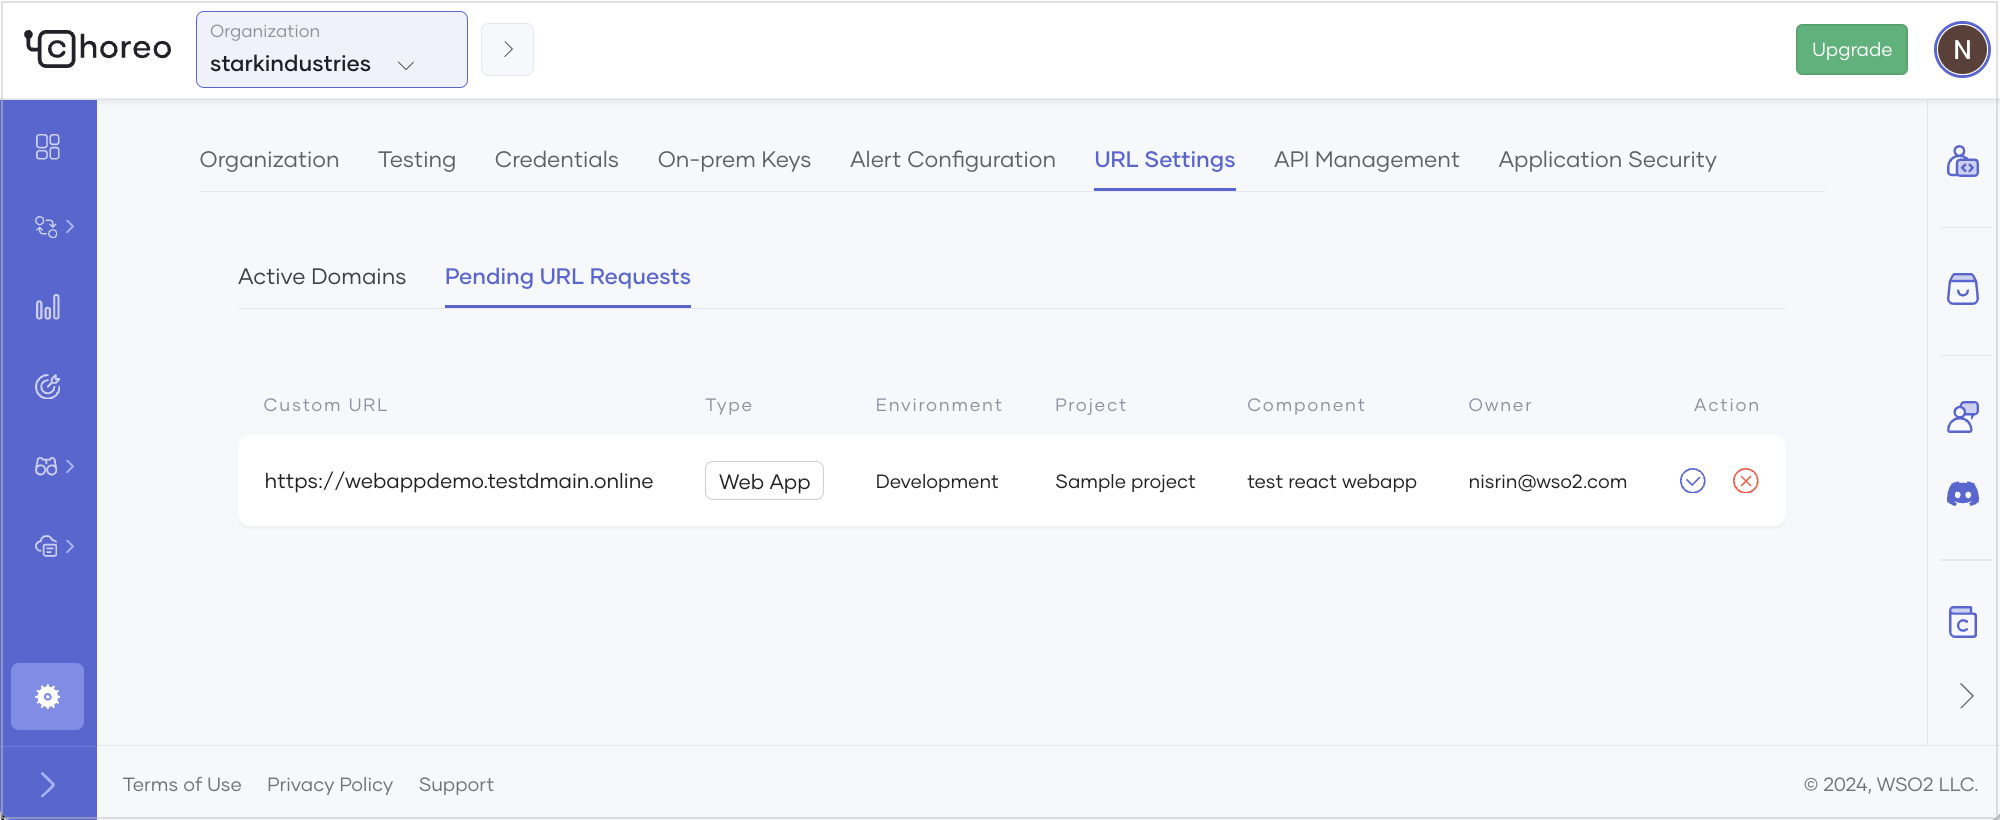 Choreo
Organization
starkindustries
Upgrade
N
Organization Testing Credentials On-prem Keys Alert Configuration URL Settings API Management Application Security
Active Domains Pending URL Requests
Custom URL Type Environment Project Component Owner Action
https://webappdemo.testdmain.online Web App Development Sample project test react webapp nisrin@wso2.com
C
Terms of Use Privacy Policy Support © 2024, WSO2 LLC.